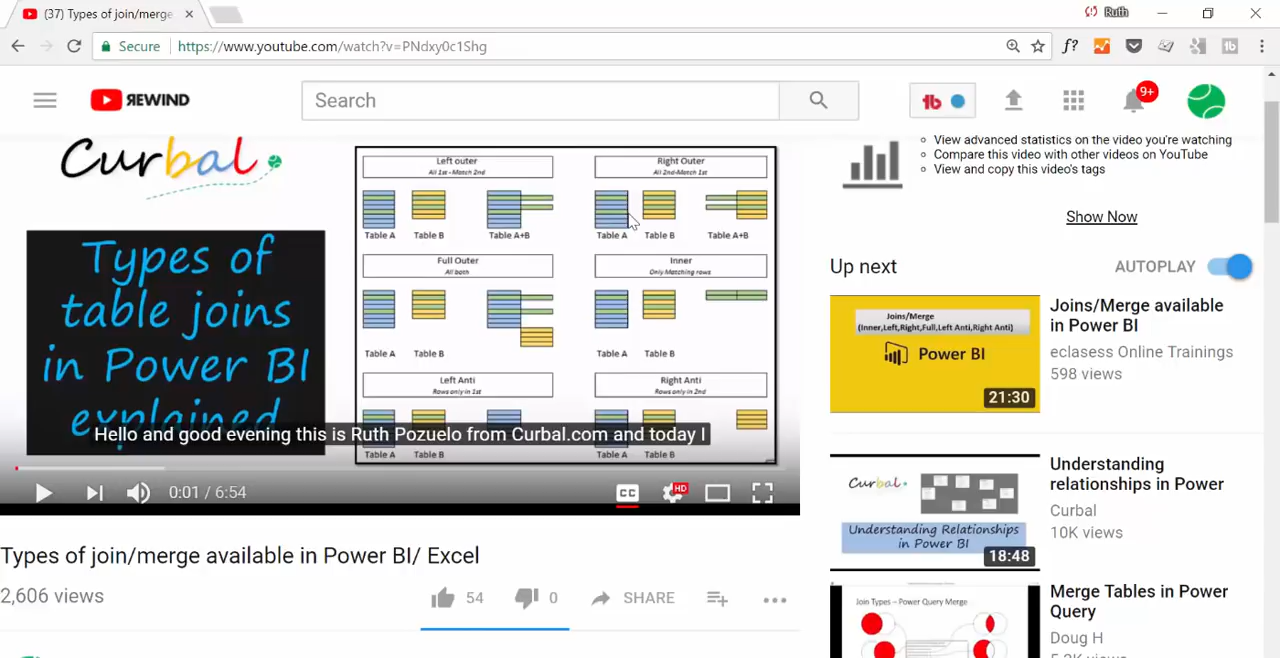 (37) Types of join/merge
Ruth
Secure
https://www.youtube.com/watch?v=PNdxy0c1Shg
f?
tb
REWIND
Search
tb
9+
View advanced statistics on the video you're watching
Compare this video with other videos on YouTube
View and copy this video's tags
Show Now
Curbal
Types of
table joins
in Power BI
explained
Left outer
All 1st - Match 2nd
Right Outer
All 2nd-Match 1st
Table A Table B Table A+B
Table A Table B Table A+B
Full Outer
All both
Inner
Only Matching rows
Table A Table B
Table A Table B
Left Anti
Rows only in 1st
Right Anti
Rows only in 2nd
Table A Table B
Table A Table B
Hello and good evening this is Ruth Pozuelo from Curbal.com and today I
0:01 / 6:54
CC
HD
Types of join/merge available in Power BI/ Excel
2,606 views
54
0
SHARE
Up next
AUTOPLAY
Joins/Merge
(Inner,Left,Right,Full,Left Anti,Right Anti)
Power BI
21:30
Joins/Merge available
in Power BI
eclasess Online Trainings
598 views
Curbal
Understanding Relationships
in Power BI
18:48
Understanding
relationships in Power
Curbal
10K views
Join Types – Power Query Merge
Merge Tables in Power
Query
Doug H